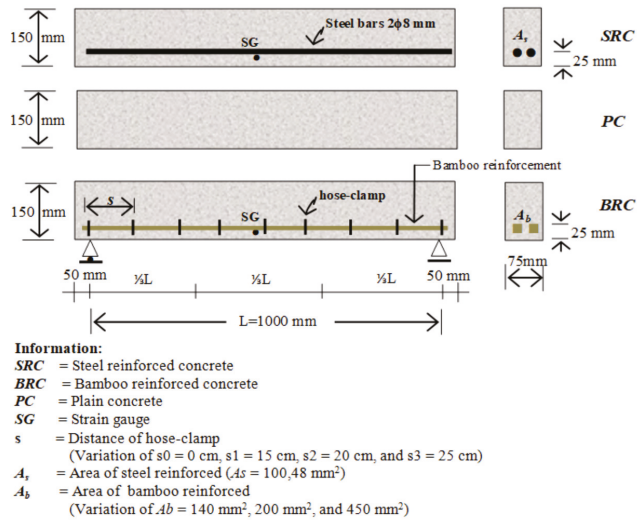 150 mm
Steel bars 2ϕ8 mm
SG
A_s
SRC
25 mm
150 mm
PC
Bamboo reinforcement
150 mm
s
hose-clamp
SG
A_b
BRC
25 mm
50 mm
⅓L
⅓L
⅓L
50 mm
75mm
L=1000 mm
Information:
SRC = Steel reinforced concrete
BRC = Bamboo reinforced concrete
PC = Plain concrete
SG = Strain gauge
s = Distance of hose-clamp
(Variation of s0 = 0 cm, s1 = 15 cm, s2 = 20 cm, and s3 = 25 cm)
A_s = Area of steel reinforced (As = 100,48 mm²)
A_b = Area of bamboo reinforced
(Variation of Ab = 140 mm², 200 mm², and 450 mm²)